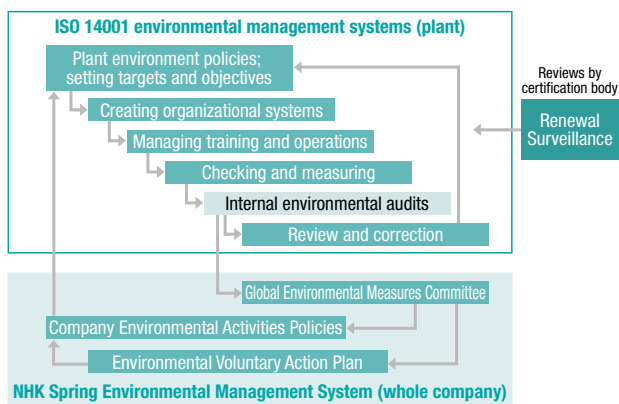 ISO 14001 environmental management systems (plant)
Plant environment policies;
setting targets and objectives
Creating organizational systems
Managing training and operations
Checking and measuring
Internal environmental audits
Review and correction
Reviews by
certification body
Renewal
Surveillance
Global Environmental Measures Committee
Company Environmental Activities Policies
Environmental Voluntary Action Plan
NHK Spring Environmental Management System (whole company)